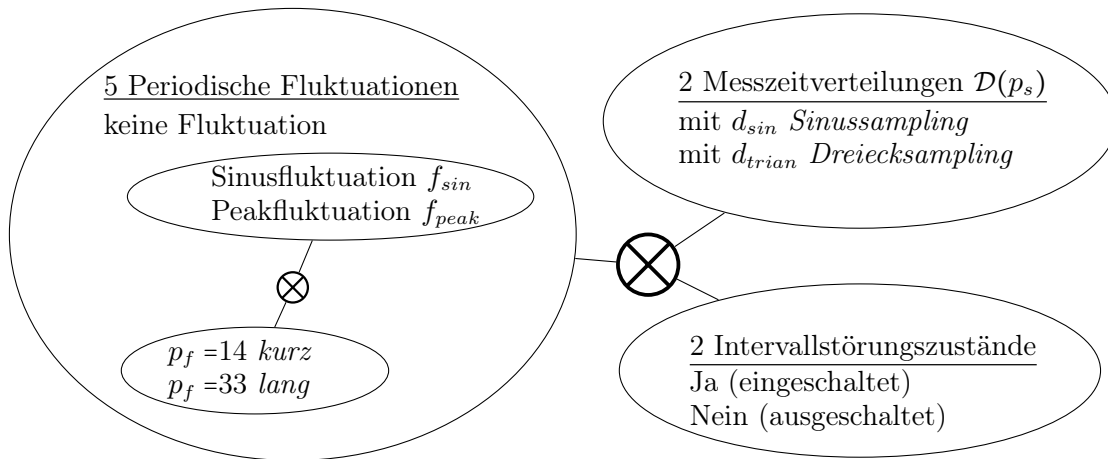 5 Periodische Fluktuationen
keine Fluktuation
Sinusfluktuation f_sin
Peakfluktuation f_peak
p_f =14 kurz
p_f =33 lang
2 Messzeitverteilungen D(p_s)
mit d_sin Sinussampling
mit d_trian Dreiecksampling
2 Intervallstörungszustände
Ja (eingeschaltet)
Nein (ausgeschaltet)